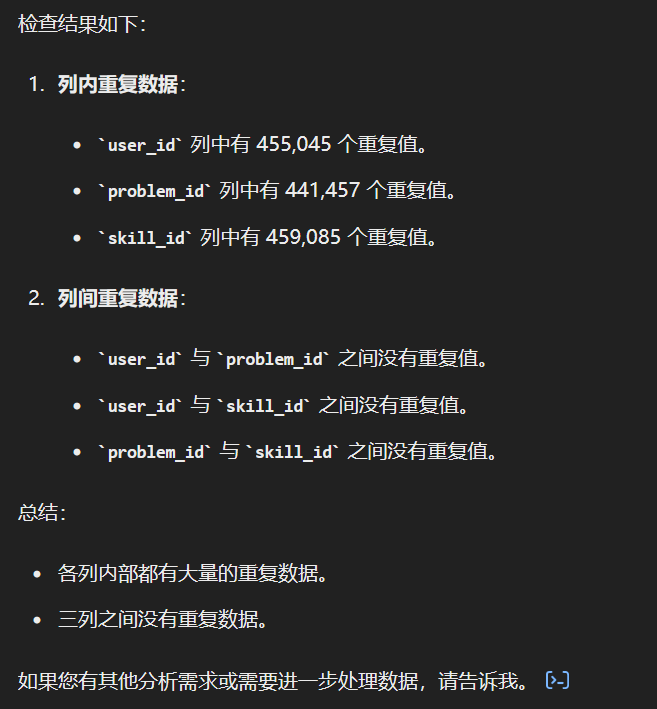 检查结果如下：
1. 列内重复数据：
• `user_id` 列中有 455,045 个重复值。
• `problem_id` 列中有 441,457 个重复值。
• `skill_id` 列中有 459,085 个重复值。
2. 列间重复数据：
• `user_id` 与 `problem_id` 之间没有重复值。
• `user_id` 与 `skill_id` 之间没有重复值。
• `problem_id` 与 `skill_id` 之间没有重复值。
总结：
• 各列内部都有大量的重复数据。
• 三列之间没有重复数据。
如果您有其他分析需求或需要进一步处理数据，请告诉我。 [>-]